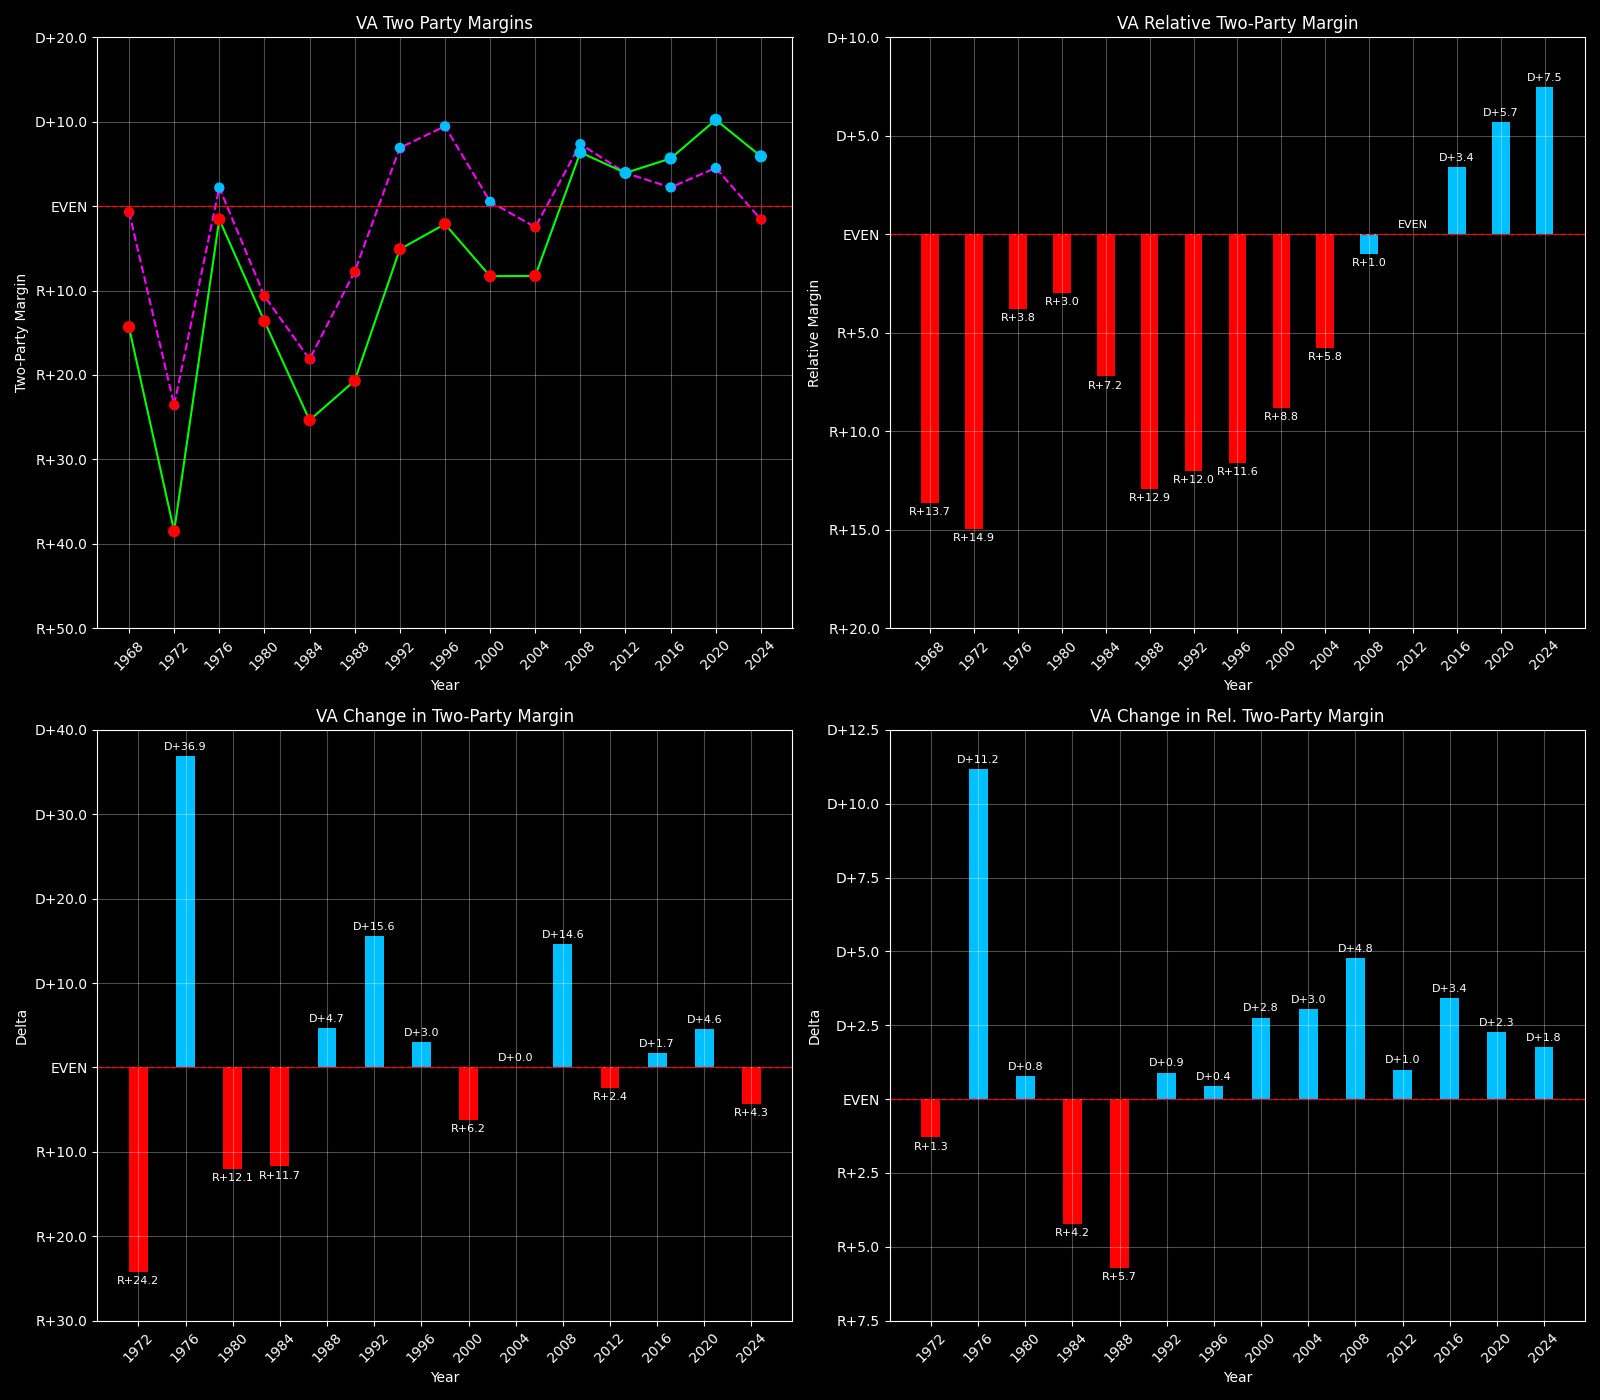 VA Two Party Margins
D+20.0
D+10.0
EVEN
R+10.0
R+20.0
R+30.0
R+40.0
R+50.0
Two-Party Margin
1968
1972
1976
1980
1984
1988
1992
1996
2000
2004
2008
2012
2016
2020
2024
Year
VA Relative Two-Party Margin
D+10.0
D+5.0
EVEN
R+5.0
R+10.0
R+15.0
R+20.0
Relative Margin
R+13.7
R+14.9
R+3.8
R+3.0
R+7.2
R+12.9
R+12.0
R+11.6
R+8.8
R+5.8
R+1.0
EVEN
D+3.4
D+5.7
D+7.5
1968
1972
1976
1980
1984
1988
1992
1996
2000
2004
2008
2012
2016
2020
2024
Year
VA Change in Two-Party Margin
D+40.0
D+30.0
D+20.0
D+10.0
EVEN
R+10.0
R+20.0
R+30.0
Delta
R+24.2
D+36.9
R+12.1
R+11.7
D+4.7
D+15.6
D+3.0
R+6.2
D+0.0
D+14.6
R+2.4
D+1.7
D+4.6
R+4.3
1972
1976
1980
1984
1988
1992
1996
2000
2004
2008
2012
2016
2020
2024
Year
VA Change in Rel. Two-Party Margin
D+12.5
D+10.0
D+7.5
D+5.0
D+2.5
EVEN
R+2.5
R+5.0
R+7.5
Delta
R+1.3
D+11.2
D+0.8
R+4.2
R+5.7
D+0.9
D+0.4
D+2.8
D+3.0
D+4.8
D+1.0
D+3.4
D+2.3
D+1.8
1972
1976
1980
1984
1988
1992
1996
2000
2004
2008
2012
2016
2020
2024
Year